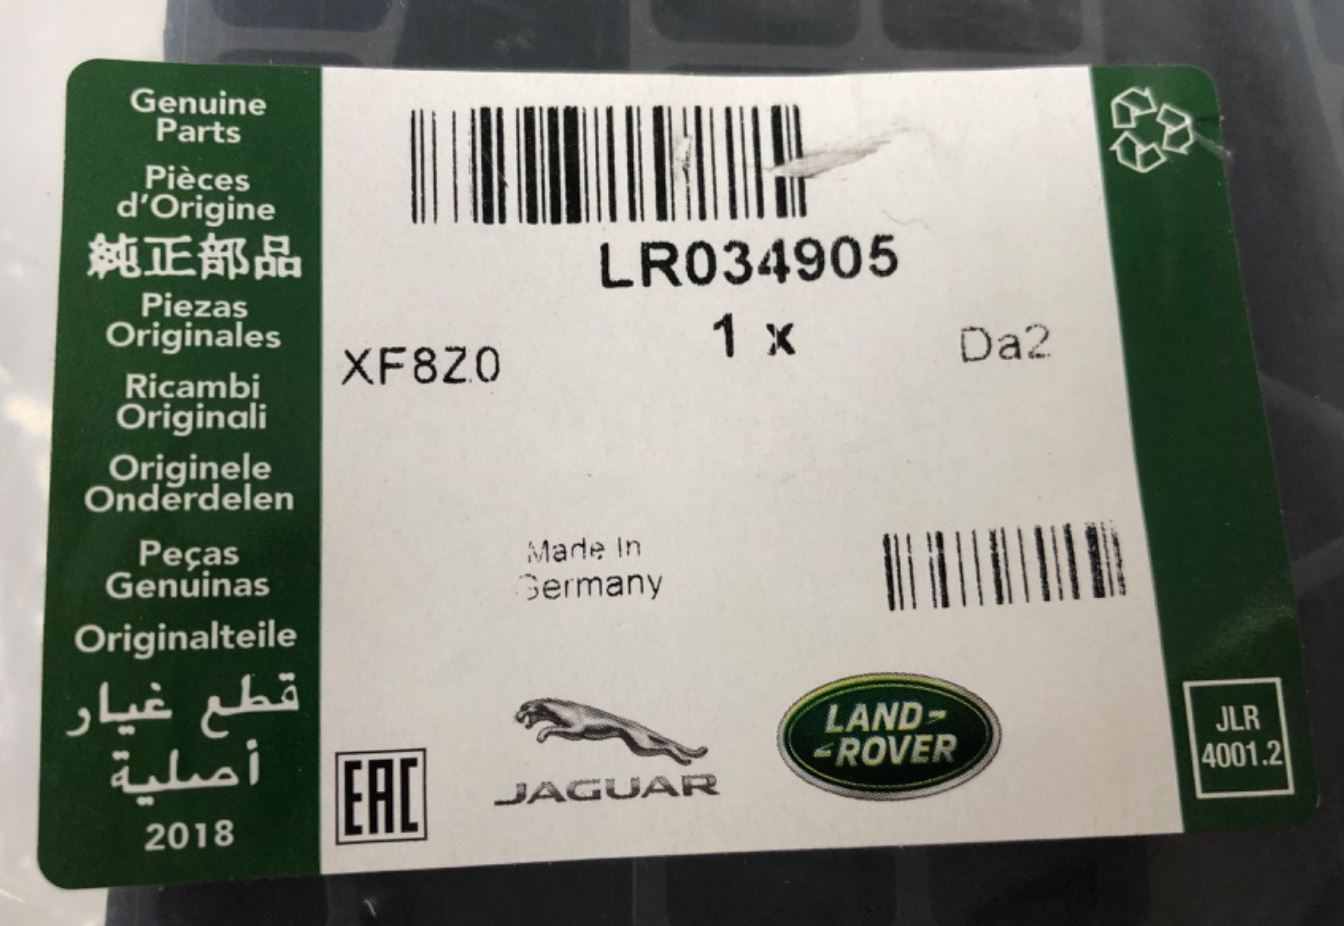 Genuine
Parts
Pièces
d'Origine
純正部品
Piezas
Originales
Ricambi
Originali
Originele
Onderdelen
Peças
Genuinas
Originalteile
قطع غيار
أصلية
2018
LR034905
1 x
XF8Z0
Da2
Made In
Germany
EAC
JAGUAR
LAND-
-ROVER
JLR
4001.2